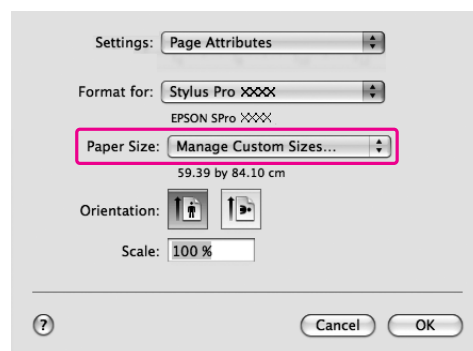 Settings: Page Attributes
Format for: Stylus Pro XXXX
EPSON SPro XXXX
Paper Size: Manage Custom Sizes...
59.39 by 84.10 cm
Orientation:
Scale: 100 %
? Cancel OK